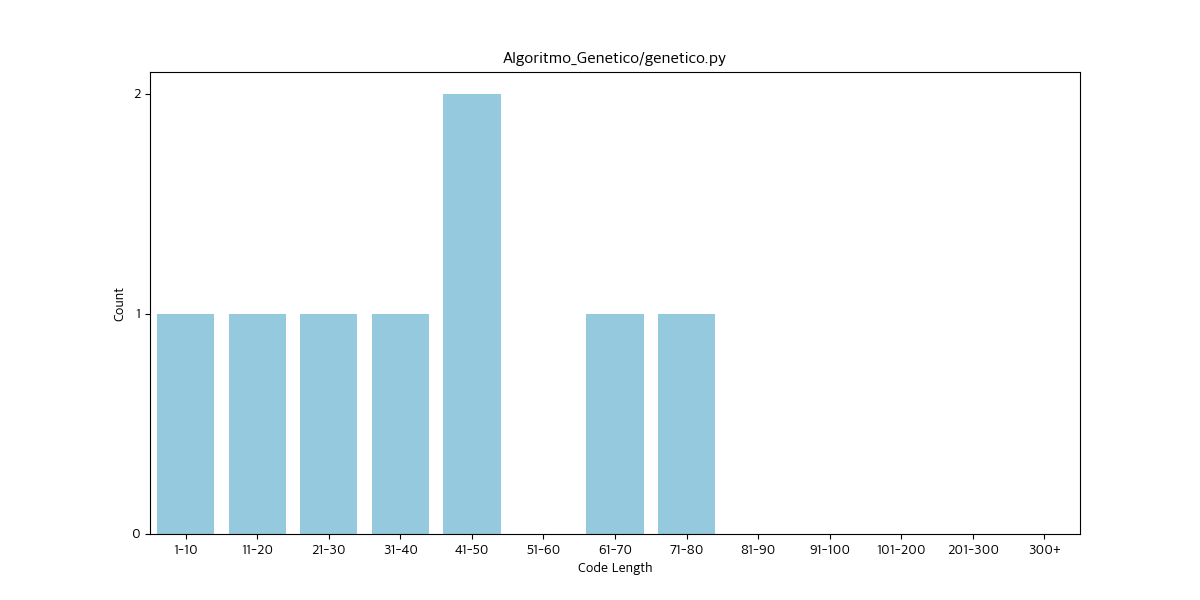 Algoritmo_Genetico/genetico.py
2
1
0
Count
1-10 11-20 21-30 31-40 41-50 51-60 61-70 71-80 81-90 91-100 101-200 201-300 300+
Code Length